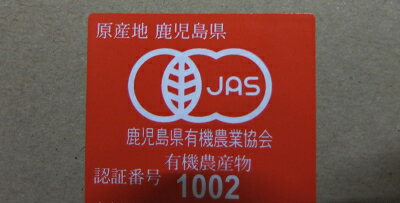 原産地 鹿児島県
JAS
鹿児島県有機農業協会
有機農産物
認証番号 1002